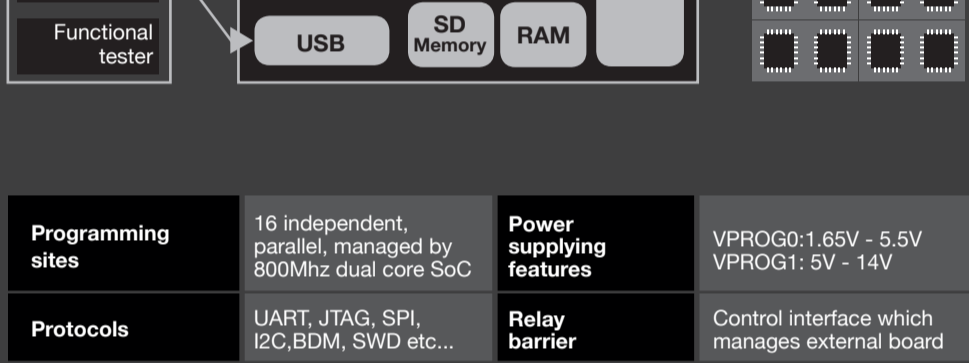 Functional
tester
USB
SD
Memory
RAM
Programming
sites
16 independent,
parallel, managed by
800Mhz dual core SoC
Power
supplying
features
VPROG0:1.65V - 5.5V
VPROG1: 5V - 14V
Protocols
UART, JTAG, SPI,
I2C,BDM, SWD etc...
Relay
barrier
Control interface which
manages external board